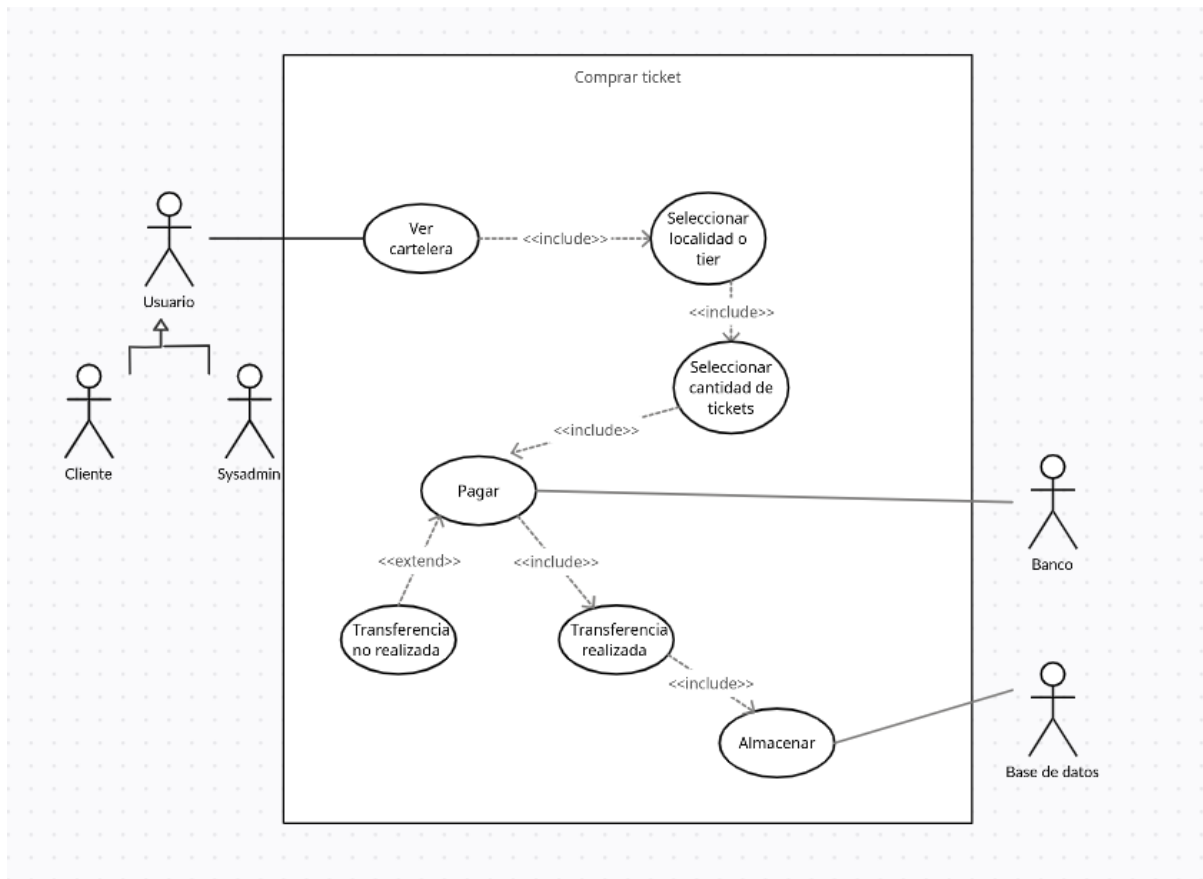 Comprar ticket
Ver
cartelera
<<include>>
Seleccionar
localidad o
tier
Usuario
<<include>>
Seleccionar
cantidad de
tickets
<<include>>
Cliente
Sysadmin
Pagar
Banco
<<extend>>
<<include>>
Transferencia
no realizada
Transferencia
realizada
<<include>>
Almacenar
Base de datos